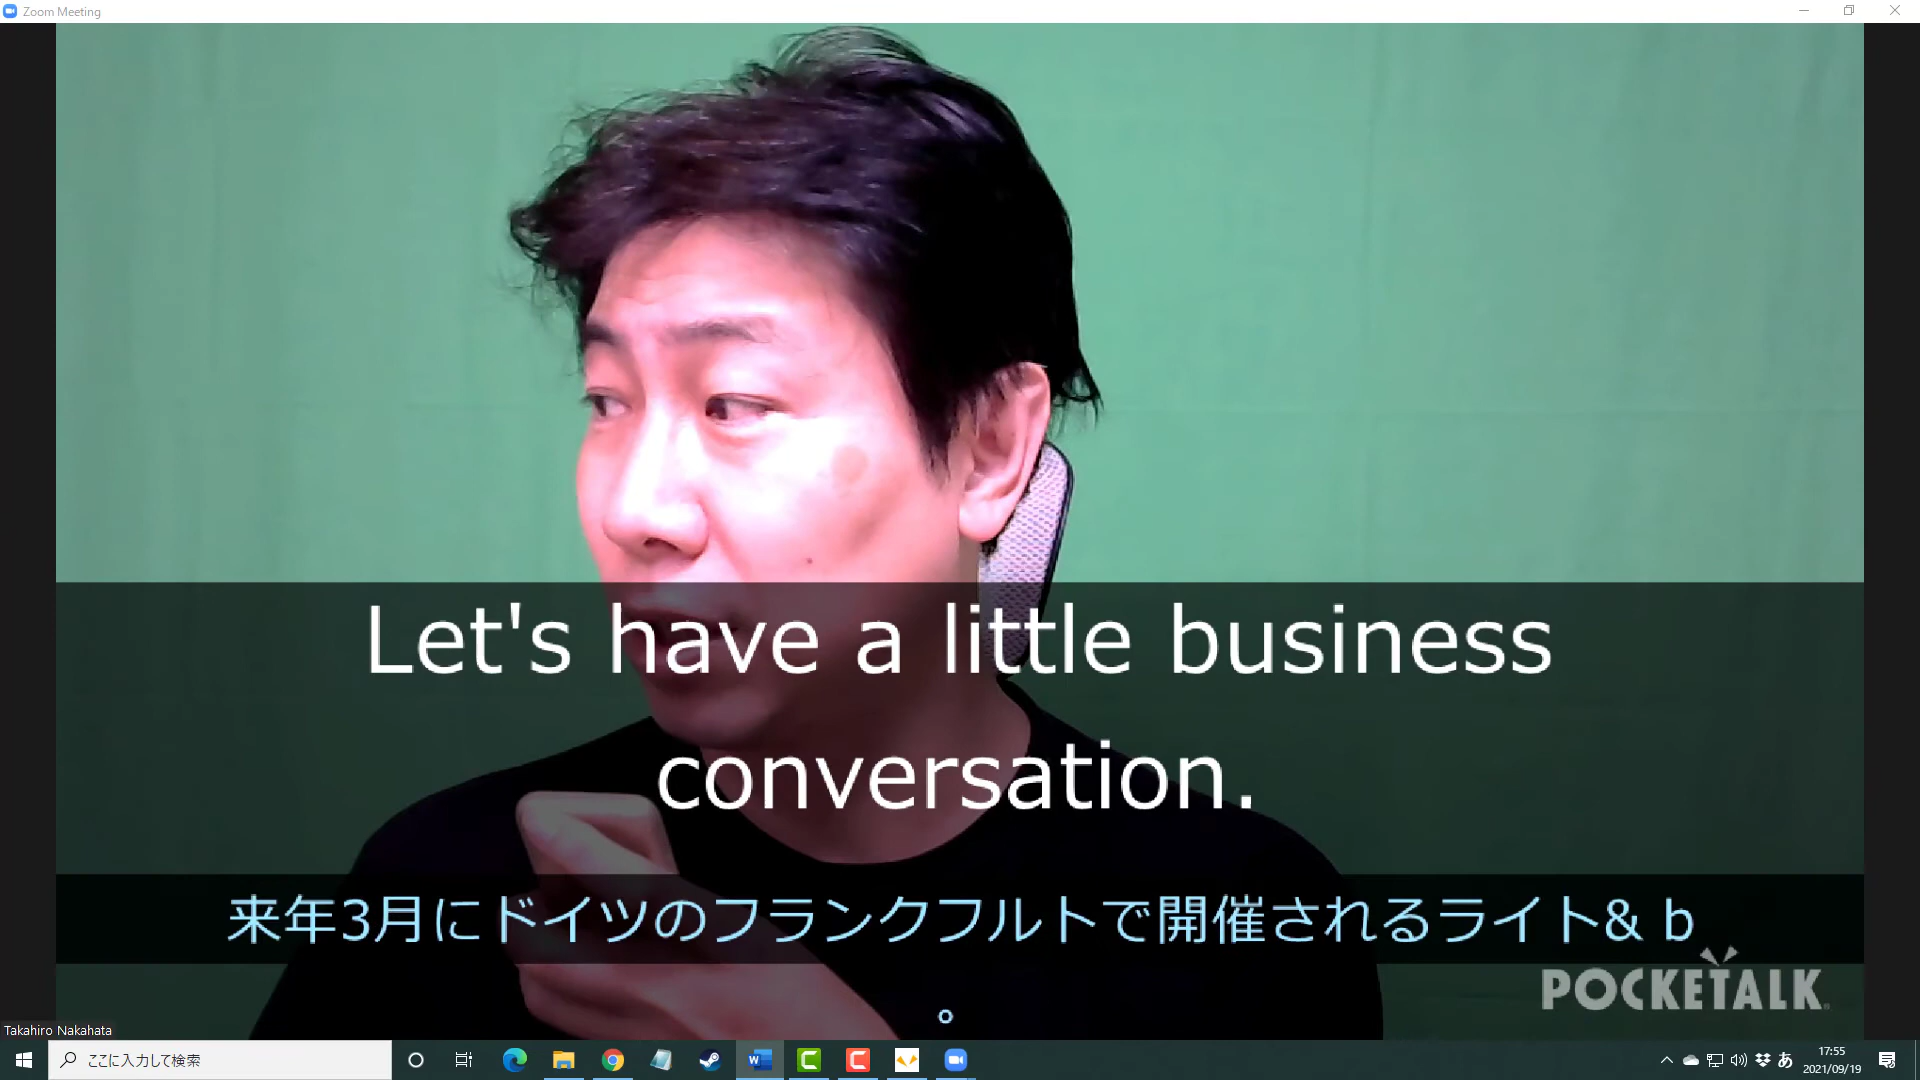 Zoom Meeting
Let's have a little business
conversation.
来年3月にドイツのフランクフルトで開催されるライト& b
POCKETALK
Takahiro Nakahata
ここに入力して検索
あ
17:55
2021/09/19